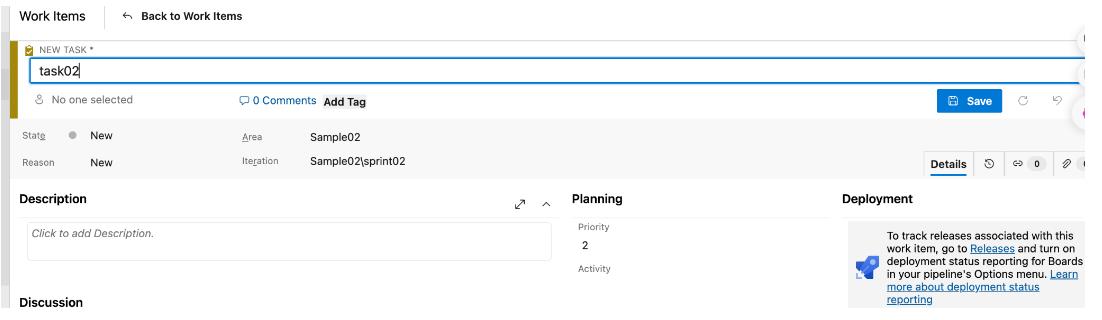 Work Items
Back to Work Items
NEW TASK *
task02
No one selected
0 Comments
Add Tag
Save
State
New
Area
Sample02
Reason
New
Iteration
Sample02\sprint02
Details
0
Description
Click to add Description.
Planning
Priority
2
Activity
Deployment
To track releases associated with this
work item, go to Releases and turn on
deployment status reporting for Boards
in your pipeline's Options menu. Learn
more about deployment status
reporting
Discussion